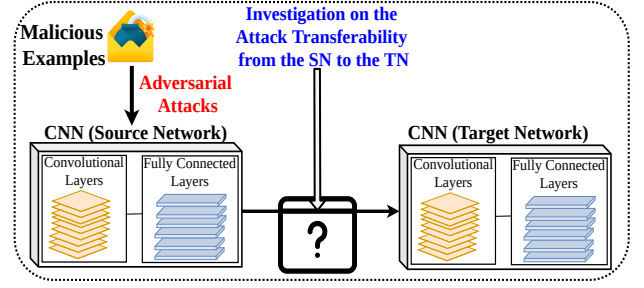 Malicious
Examples
Adversarial
Attacks
Investigation on the
Attack Transferability
from the SN to the TN
CNN (Source Network)
Convolutional
Layers
Fully Connected
Layers
?
CNN (Target Network)
Convolutional
Layers
Fully Connected
Layers